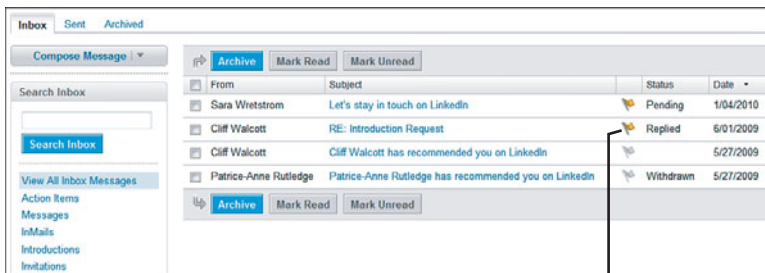 Inbox Sent Archived
Compose Message
Archive Mark Read Mark Unread
From Subject Status Date
Search Inbox
Search Inbox
Sara Wretstrom Let's stay in touch on LinkedIn Pending 1/04/2010
Cliff Walcott RE: Introduction Request Replied 6/01/2009
Cliff Walcott Cliff Walcott has recommended you on LinkedIn 5/27/2009
Patrice-Anne Rutledge Patrice-Anne Rutledge has recommended you on LinkedIn Withdrawn 5/27/2009
Archive Mark Read Mark Unread
View All Inbox Messages
Action Items
Messages
InMails
Introductions
Invitations